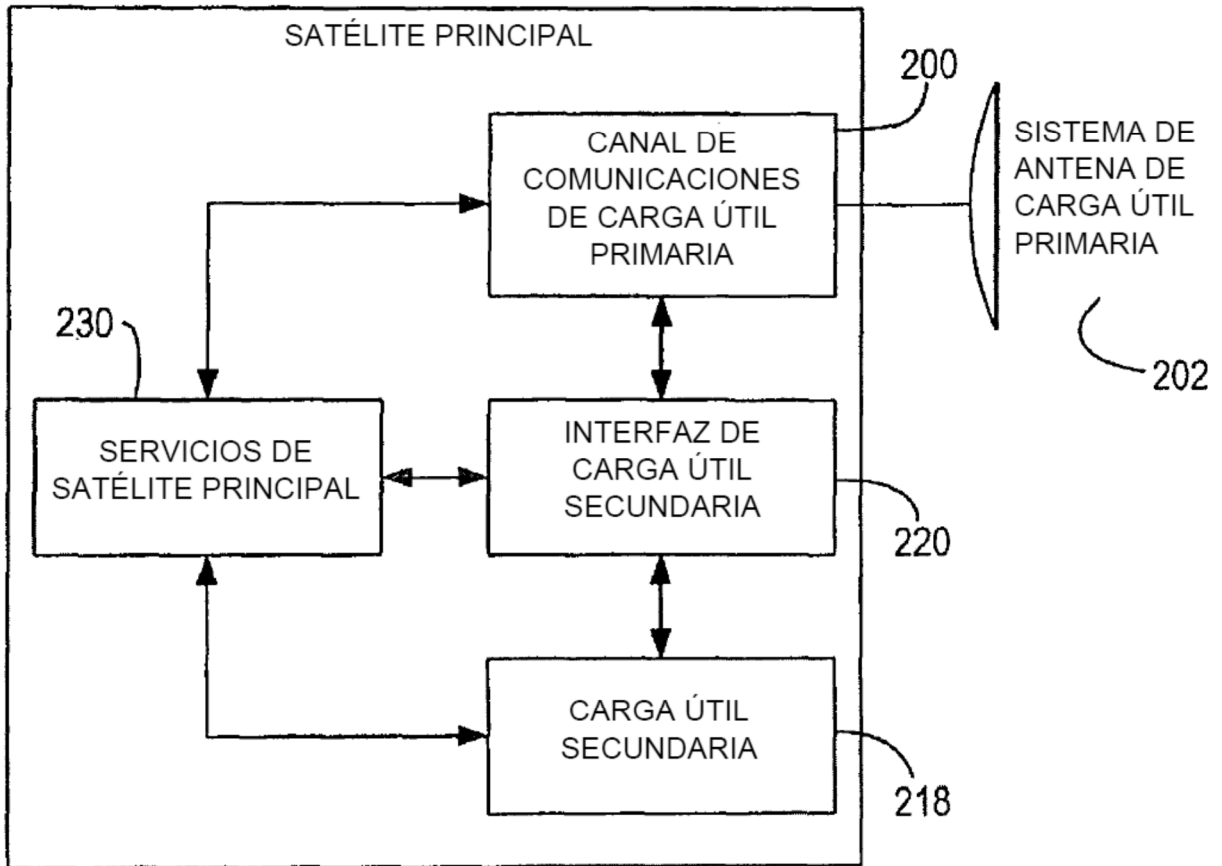 SATÉLITE PRINCIPAL
200
CANAL DE
COMUNICACIONES
DE CARGA ÚTIL
PRIMARIA
SISTEMA DE
ANTENA DE
CARGA ÚTIL
PRIMARIA
202
230
SERVICIOS DE
SATÉLITE PRINCIPAL
INTERFAZ DE
CARGA ÚTIL
SECUNDARIA
220
CARGA ÚTIL
SECUNDARIA
218